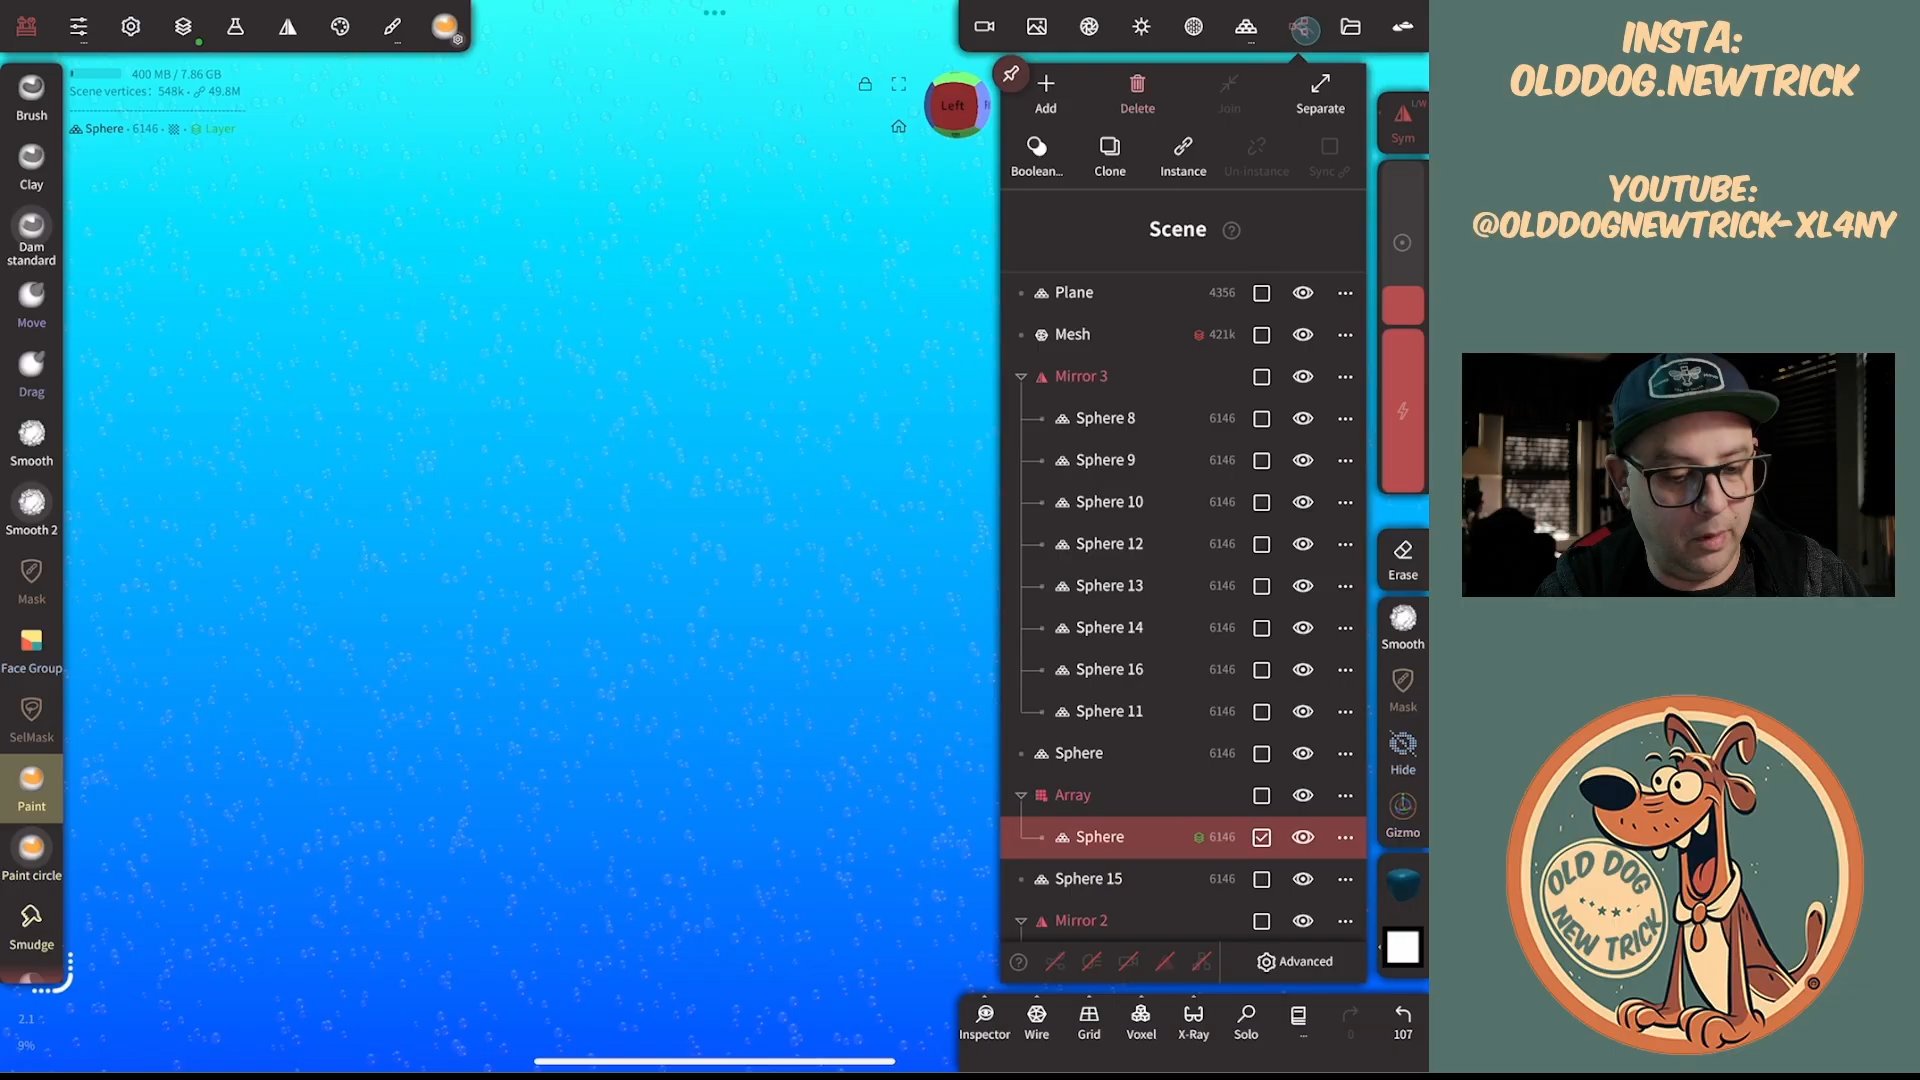 400 MB / 7.86 GB
Scene vertices: 548k • 49.8M
Sphere • 6146 • Layer
Left
Brush
Clay
Dam
standard
Move
Drag
Smooth
Smooth 2
Mask
Face Group
SelMask
Paint
Paint circle
Smudge
2.1
9%
Add
Delete
Join
Separate
Boolean...
Clone
Instance
Un-instance
Sync
Scene
Plane 4356
Mesh 421k
Mirror 3
Sphere 8 6146
Sphere 9 6146
Sphere 10 6146
Sphere 12 6146
Sphere 13 6146
Sphere 14 6146
Sphere 16 6146
Sphere 11 6146
Sphere 6146
Array
Sphere 6146
Sphere 15 6146
Mirror 2
Advanced
Inspector
Wire
Grid
Voxel
X-Ray
Solo
...
0
107
L/W
Sym
Erase
Smooth
Mask
Hide
Gizmo
INSTA:
OLDDOG.NEWTRICK
YOUTUBE:
@OLDDOGNEWTRICK-XL4NY
OLD DOG
NEW TRICK